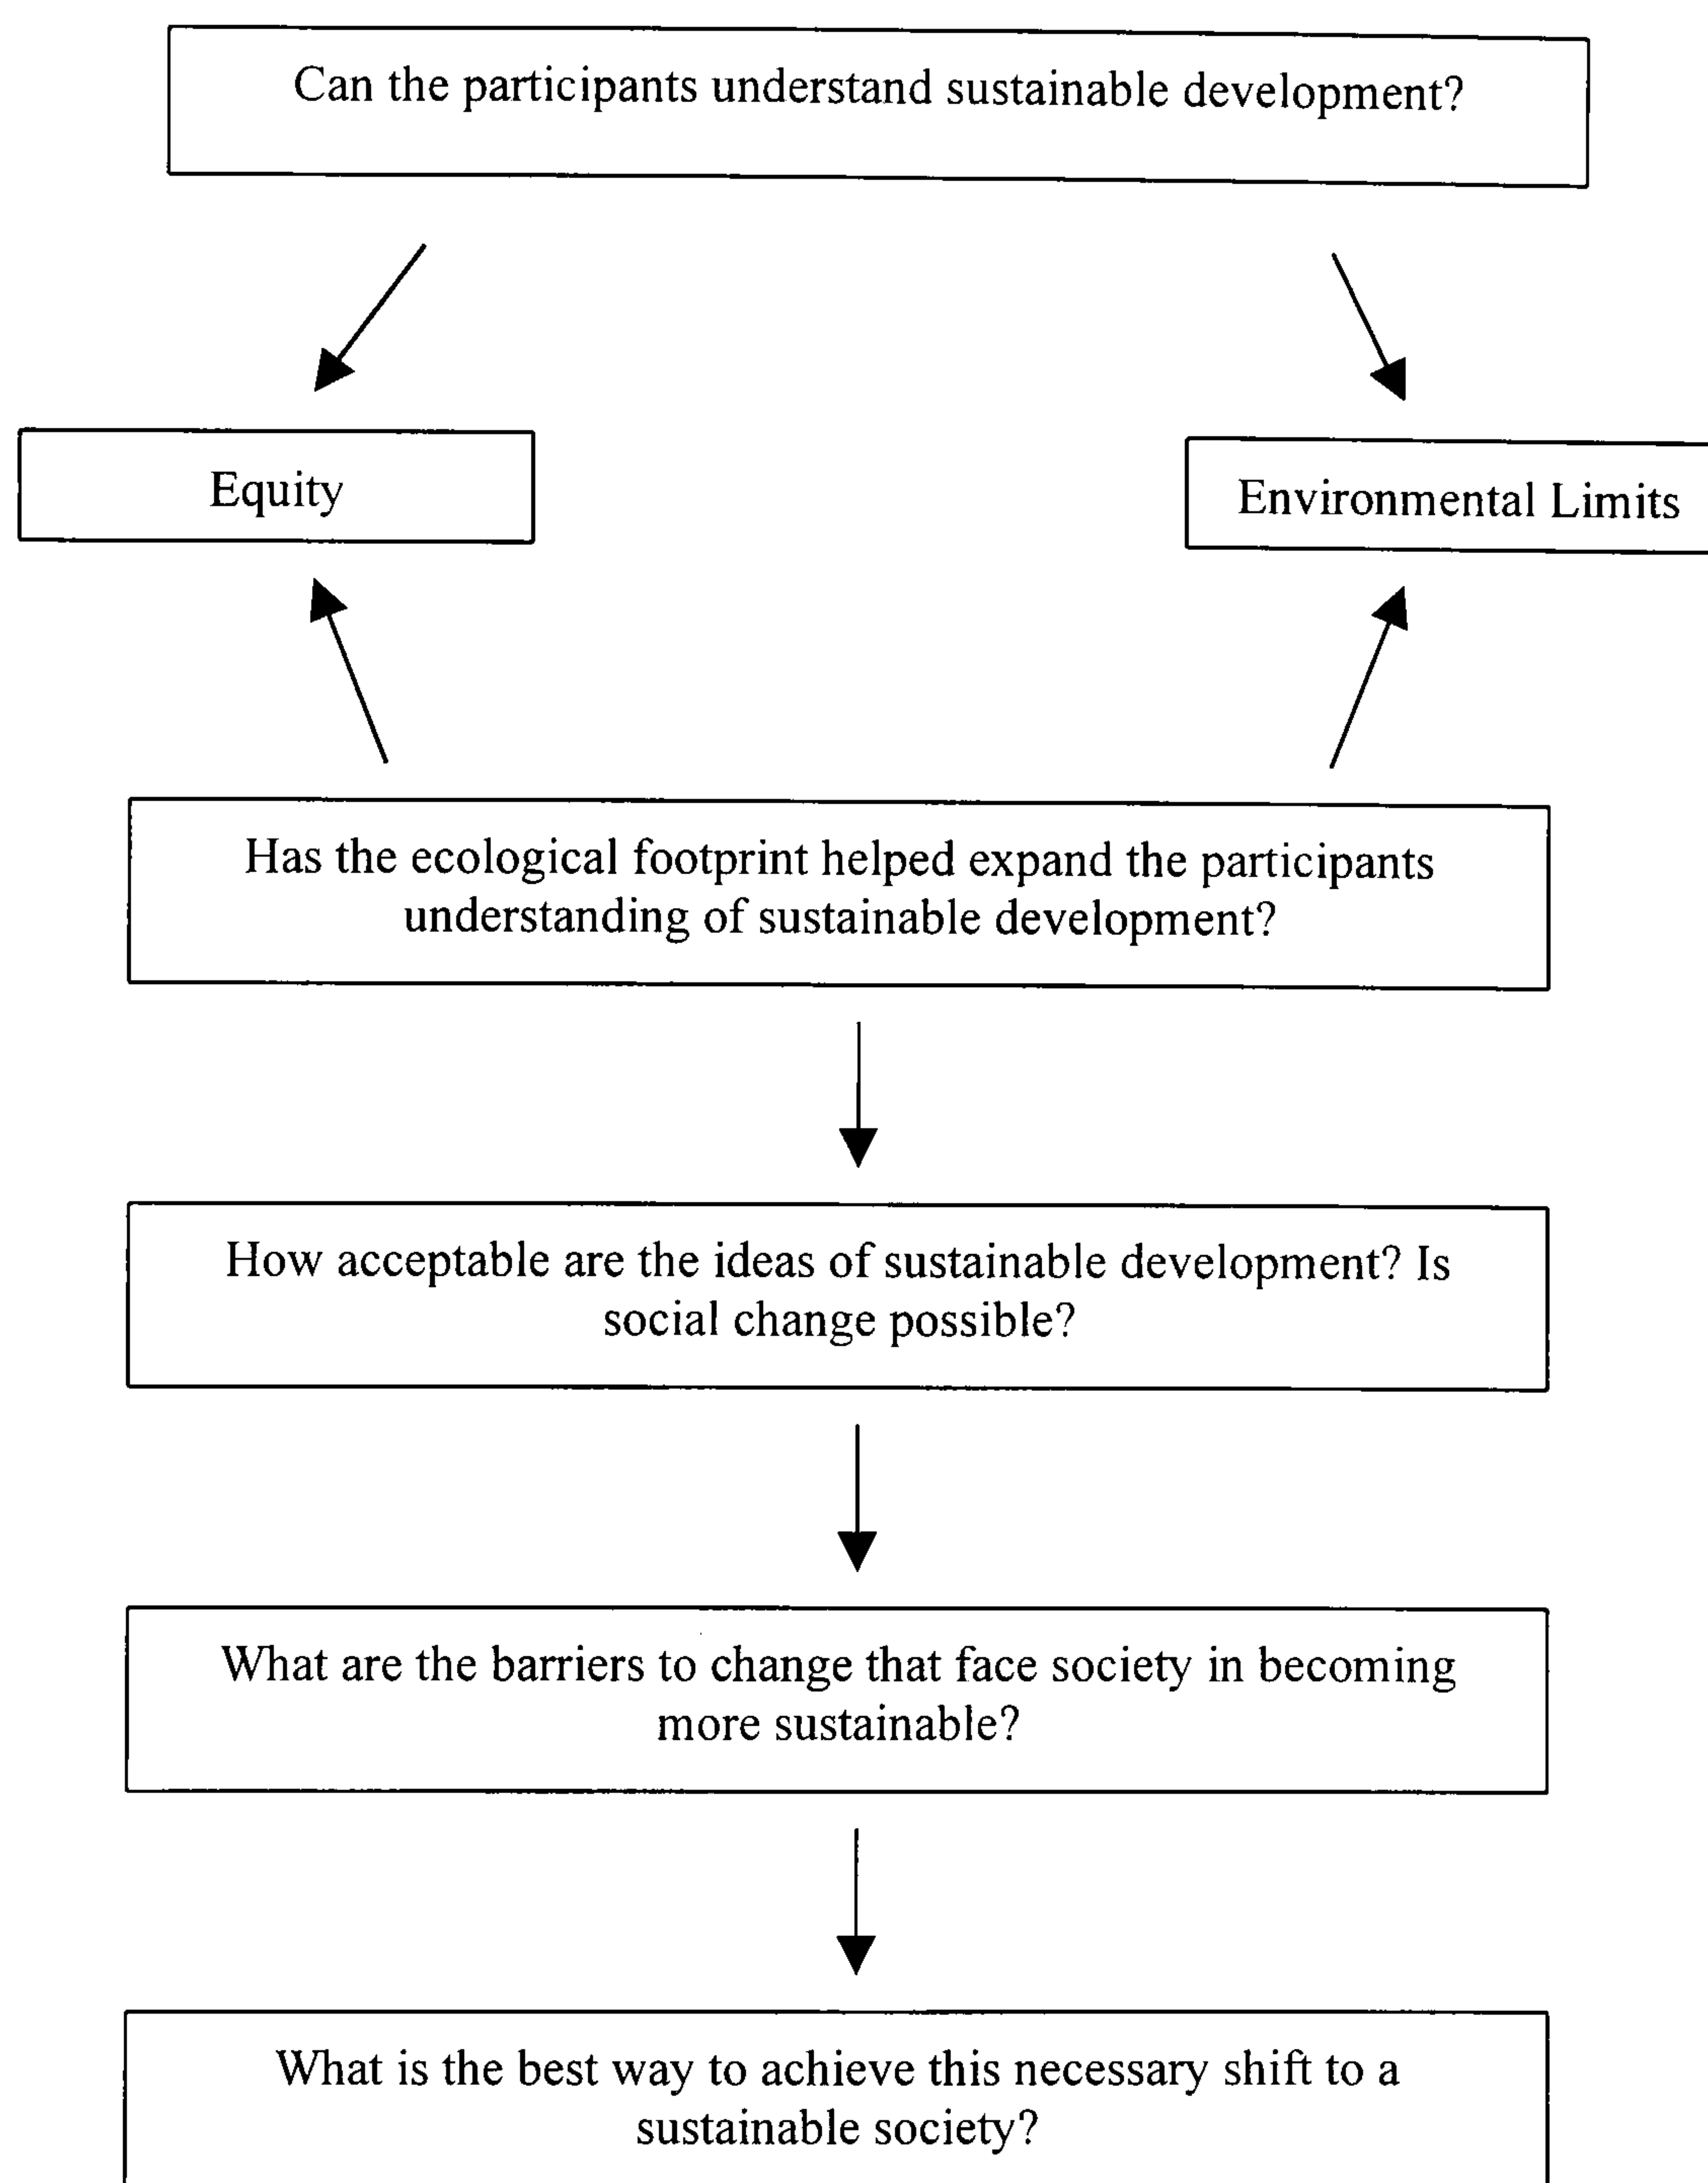 Can the participants understand sustainable development?
Equity
Environmental Limits
Has the ecological footprint helped expand the participants
understanding of sustainable development?
How acceptable are the ideas of sustainable development? Is
social change possible?
What are the barriers to change that face society in becoming
more sustainable?
What is the best way to achieve this necessary shift to a
sustainable society?